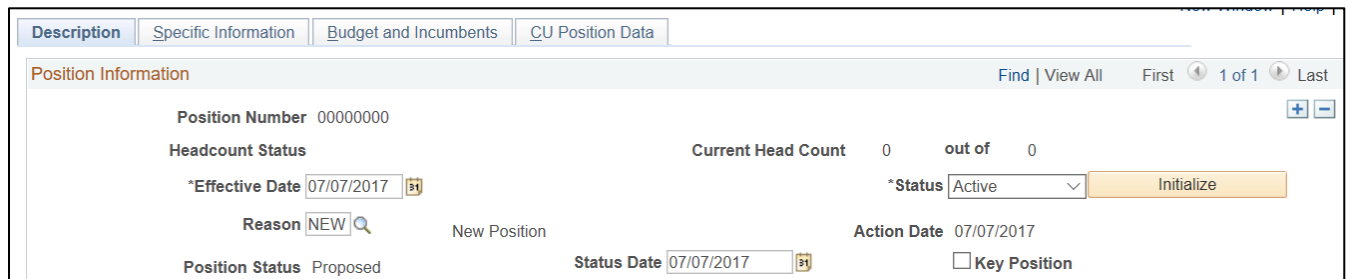 Description Specific Information Budget and Incumbents CU Position Data
Position Information Find | View All First 1 of 1 Last
Position Number 00000000
Headcount Status Current Head Count 0 out of 0
*Effective Date 07/07/2017 31 *Status Active Initialize
Reason NEW New Position Action Date 07/07/2017
Position Status Proposed Status Date 07/07/2017 31 Key Position